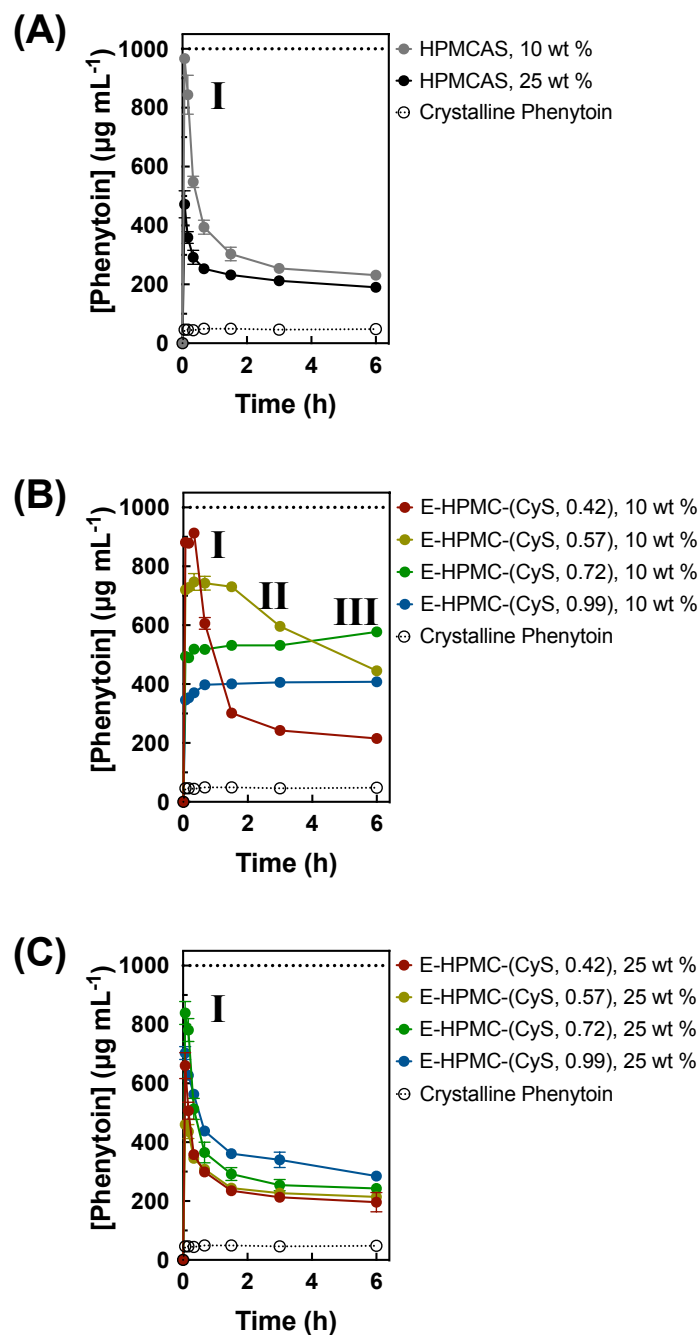 (A)
1000
800
600
400
200
0
[Phenytoin] (µg mL-1)
I
0 2 4 6
Time (h)
HPMCAS, 10 wt %
HPMCAS, 25 wt %
Crystalline Phenytoin
(B)
1000
800
600
400
200
0
[Phenytoin] (µg mL-1)
I
II
III
0 2 4 6
Time (h)
E-HPMC-(CyS, 0.42), 10 wt %
E-HPMC-(CyS, 0.57), 10 wt %
E-HPMC-(CyS, 0.72), 10 wt %
E-HPMC-(CyS, 0.99), 10 wt %
Crystalline Phenytoin
(C)
1000
800
600
400
200
0
[Phenytoin] (µg mL-1)
I
0 2 4 6
Time (h)
E-HPMC-(CyS, 0.42), 25 wt %
E-HPMC-(CyS, 0.57), 25 wt %
E-HPMC-(CyS, 0.72), 25 wt %
E-HPMC-(CyS, 0.99), 25 wt %
Crystalline Phenytoin